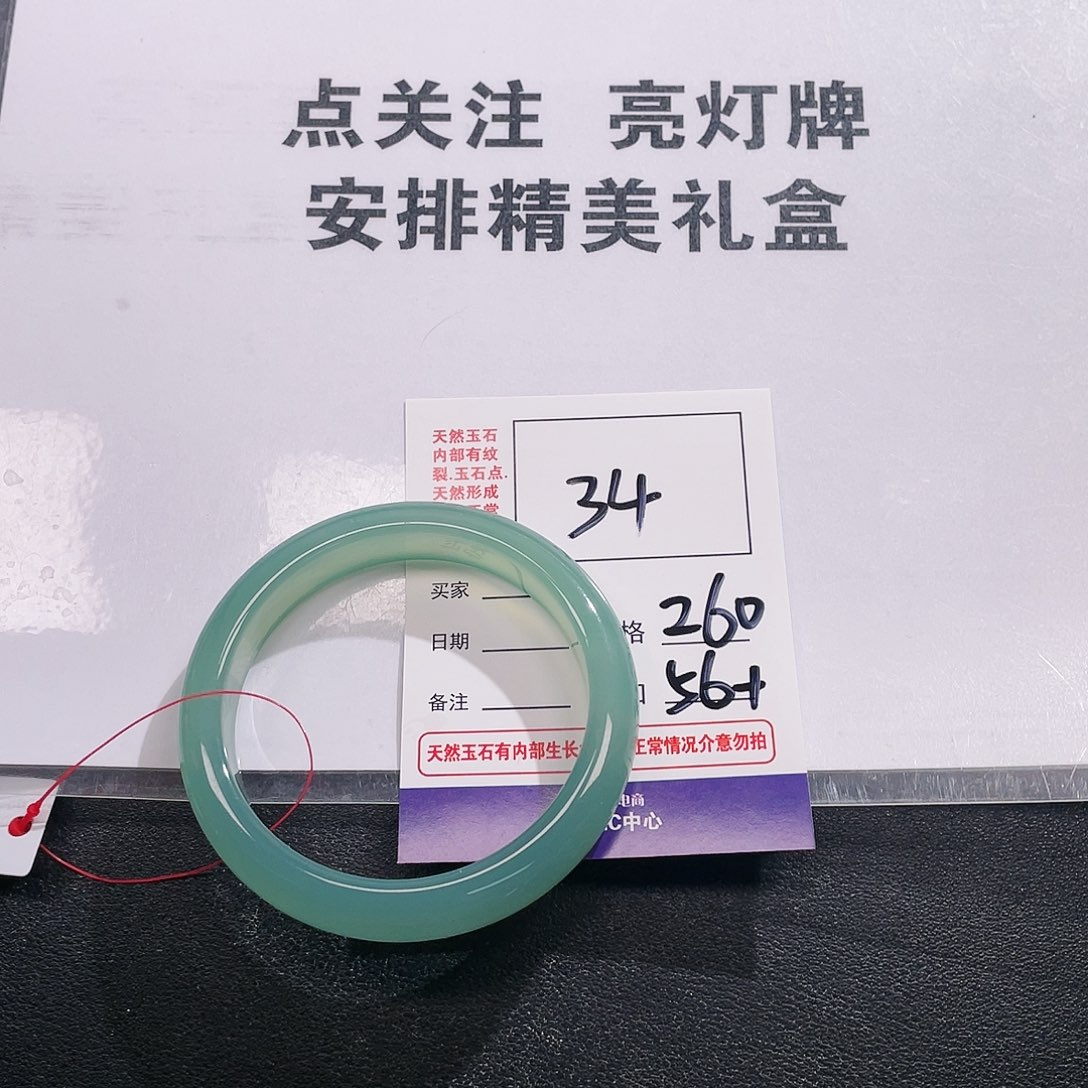 点关注 亮灯牌
安排精美礼盒
天然玉石
内部有纹
裂.玉石点.
天然形成
34
买家
格 260
日期
56+
备注
天然玉石有内部生长
正常情况介意勿拍
电商
C中心